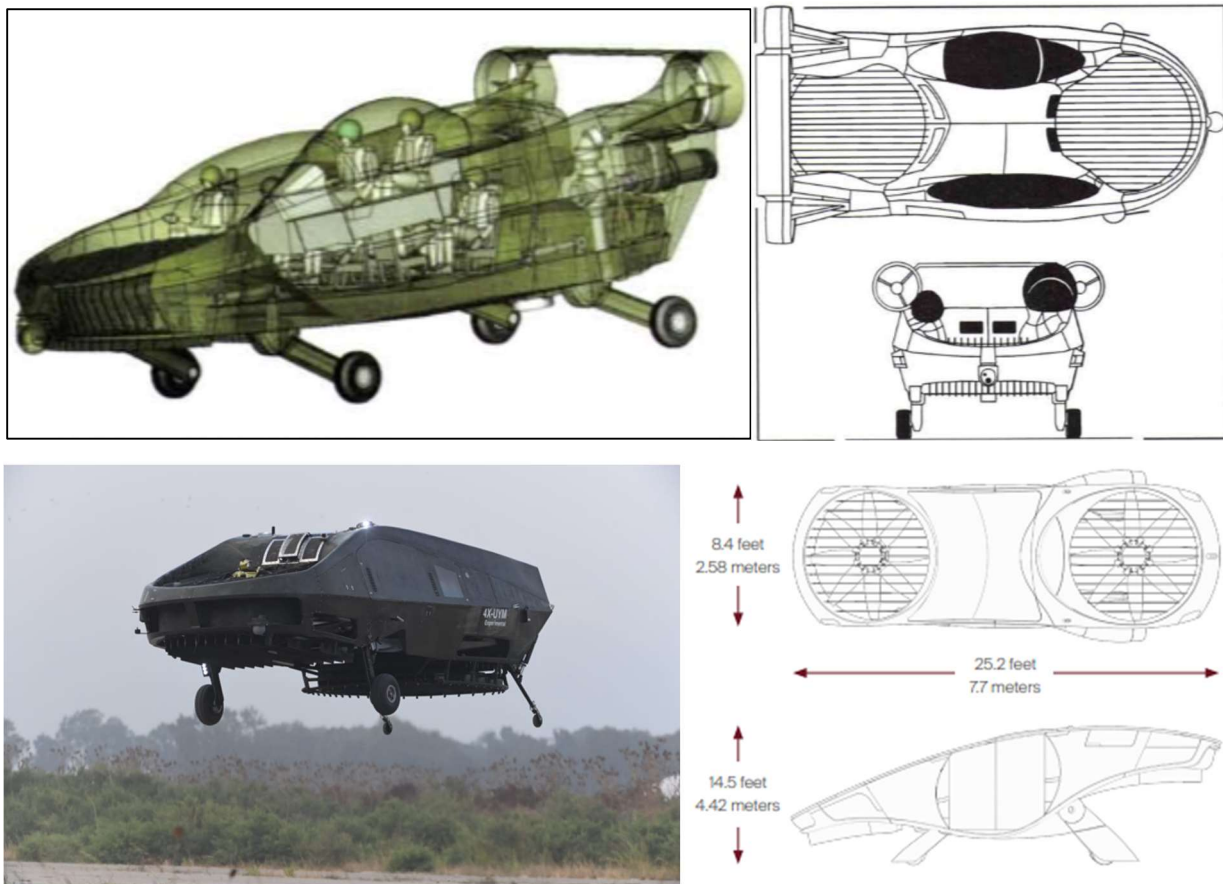 4X-UYM
Experimental
8.4 feet
2.58 meters
25.2 feet
7.7 meters
14.5 feet
4.42 meters